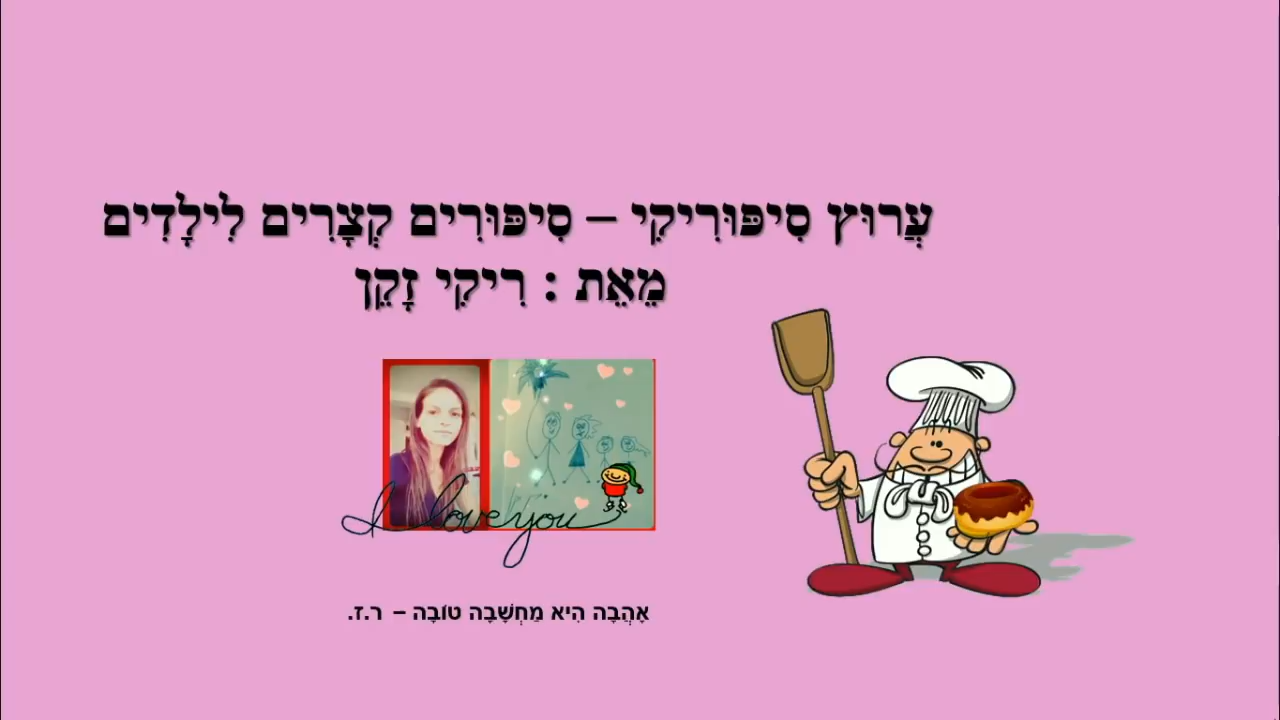 עֲרוּץ סִיפּוּרִיקִי – סִיפּוּרִים קְצָרִים לִילָדִים
מֵאֵת : רִיקִי זָקֵן
I love you
אַהֲבָה הִיא מַחְשָׁבָה טוֹבָה – ר.ז.